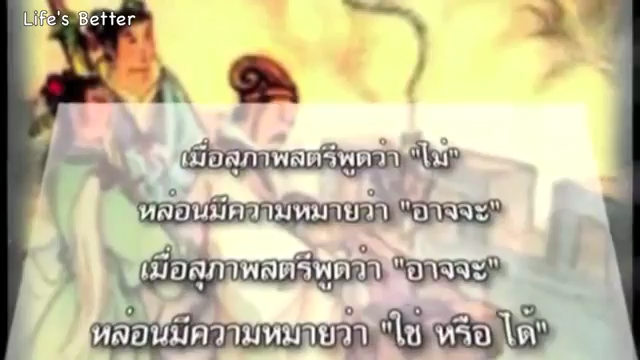 Life's Better
เมื่อสุภาพสตรีพูดว่า "ไม่"
หล่อนมีความหมายว่า "อาจจะ"
เมื่อสุภาพสตรีพูดว่า "อาจจะ"
หล่อนมีความหมายว่า "ใช่ หรือ ได้"